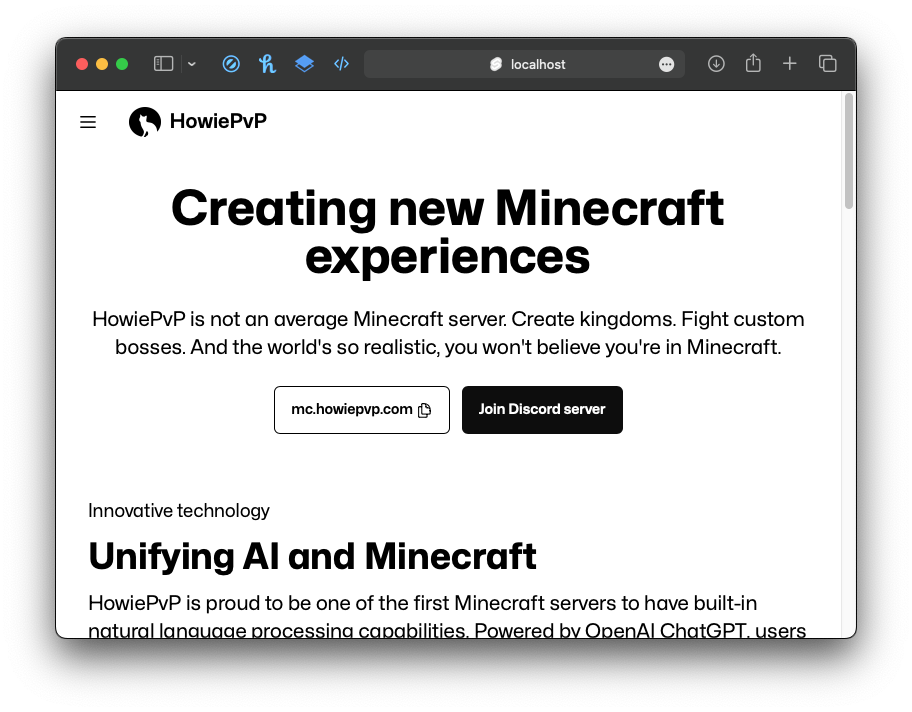 localhost
HowiePvP
Creating new Minecraft
experiences
HowiePvP is not an average Minecraft server. Create kingdoms. Fight custom
bosses. And the world's so realistic, you won't believe you're in Minecraft.
mc.howiepvp.com
Join Discord server
Innovative technology
Unifying AI and Minecraft
HowiePvP is proud to be one of the first Minecraft servers to have built-in
natural language processing capabilities. Powered by OpenAI ChatGPT, users